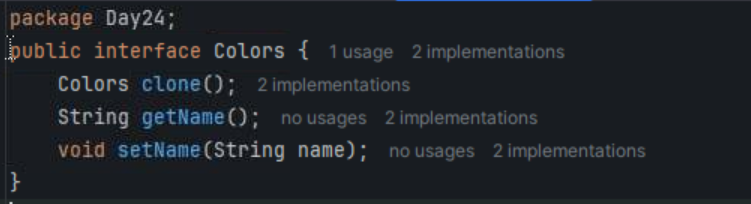 package Day24;
public interface Colors { 1 usage 2 implementations
Colors clone(); 2 implementations
String getName(); no usages 2 implementations
void setName(String name); no usages 2 implementations
}